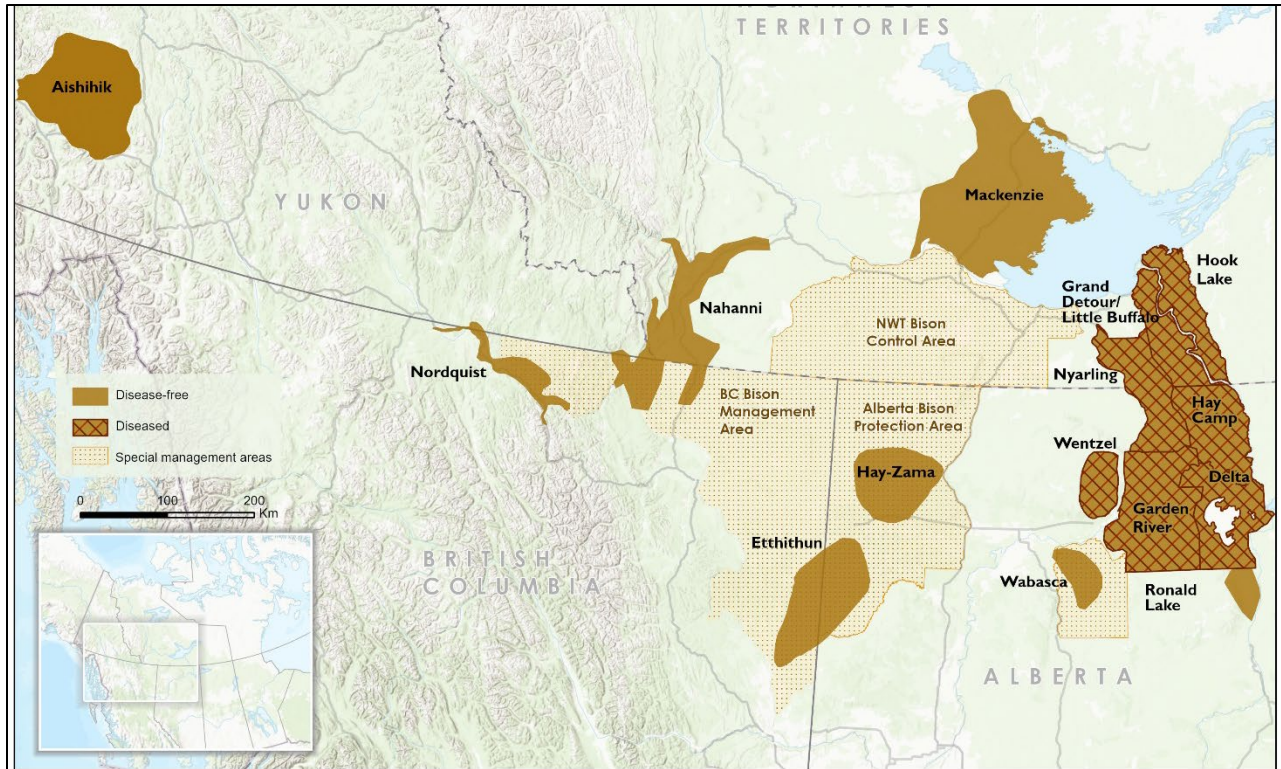 TERRITORIES
Aishihik
YUKON
Mackenzie
Hook
Lake
Grand
Detour/
Little Buffalo
Nahanni
NWT Bison
Control Area
Nordquist
Nyarling
BC Bison
Management
Area
Alberta Bison
Protection Area
Hay
Camp
Disease-free
Diseased
Special management areas
Wentzel
Hay-Zama
Delta
0 100 200
Km
Garden
River
Etthithun
BRITISH
COLUMBIA
Wabasca
Ronald
Lake
ALBERTA